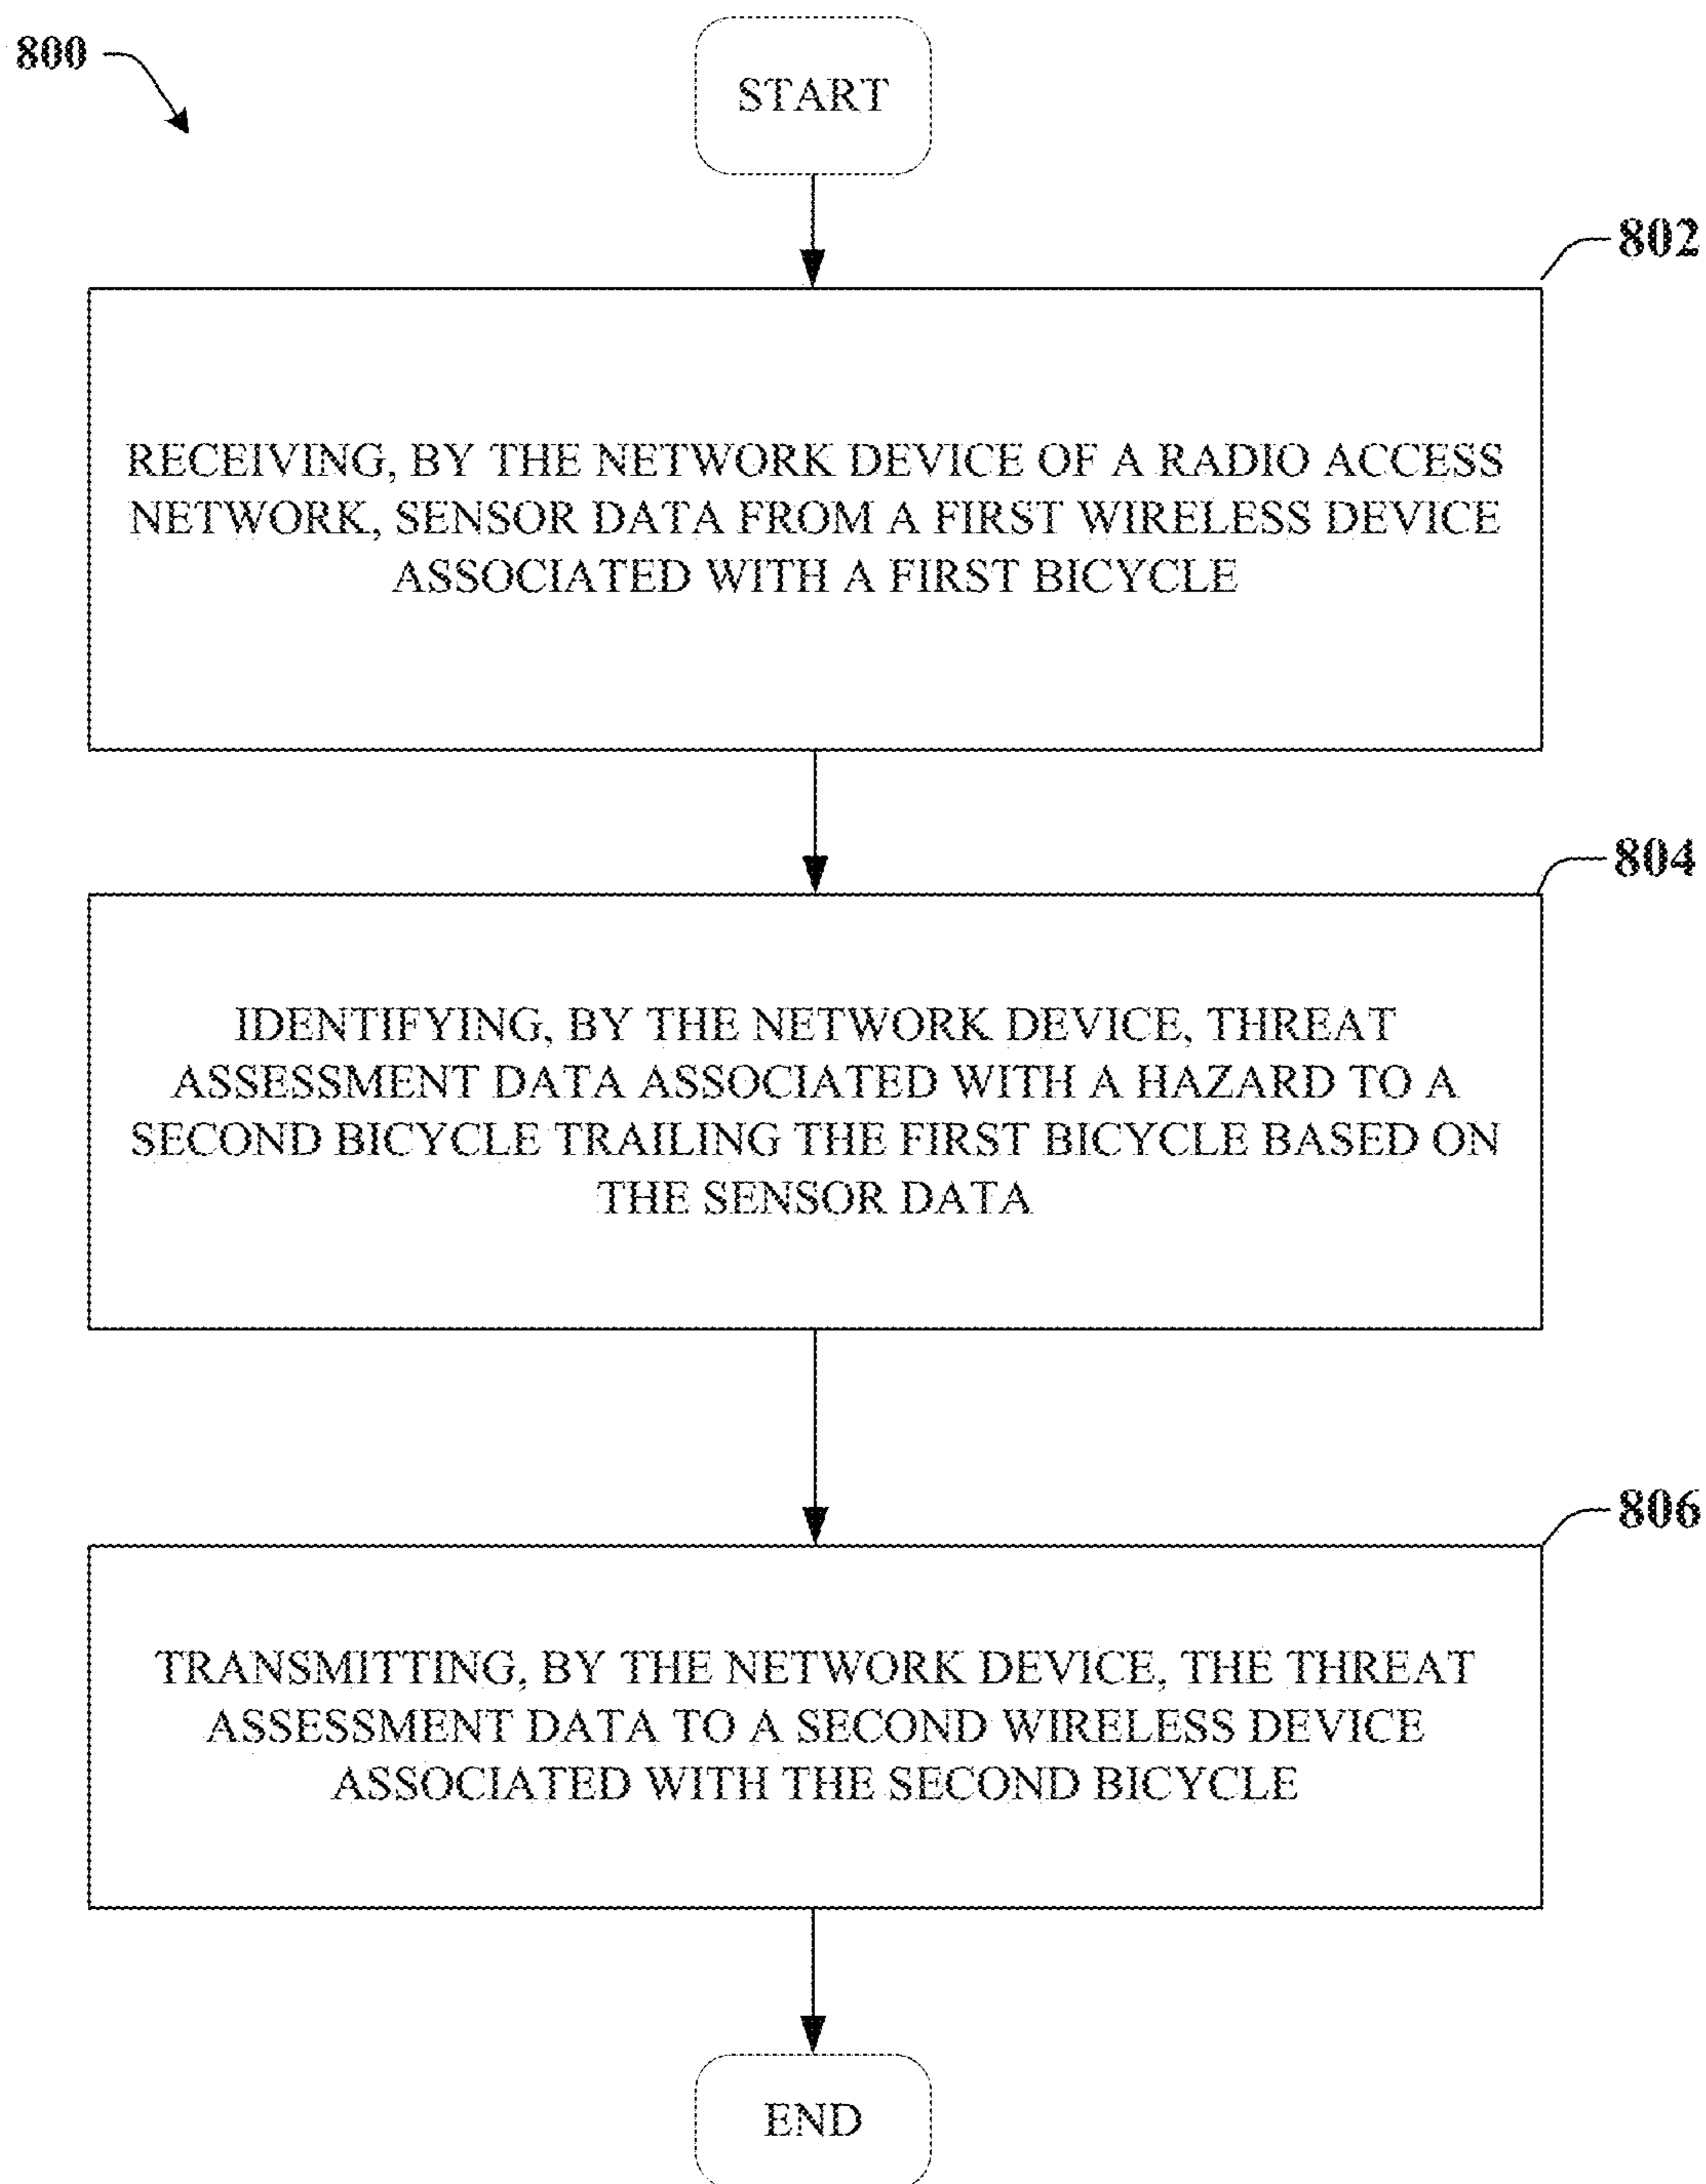 800
START
802
RECEIVING, BY THE NETWORK DEVICE OF A RADIO ACCESS
NETWORK, SENSOR DATA FROM A FIRST WIRELESS DEVICE
ASSOCIATED WITH A FIRST BICYCLE
804
IDENTIFYING, BY THE NETWORK DEVICE, THREAT
ASSESSMENT DATA ASSOCIATED WITH A HAZARD TO A
SECOND BICYCLE TRAILING THE FIRST BICYCLE BASED ON
THE SENSOR DATA
806
TRANSMITTING, BY THE NETWORK DEVICE, THE THREAT
ASSESSMENT DATA TO A SECOND WIRELESS DEVICE
ASSOCIATED WITH THE SECOND BICYCLE
END